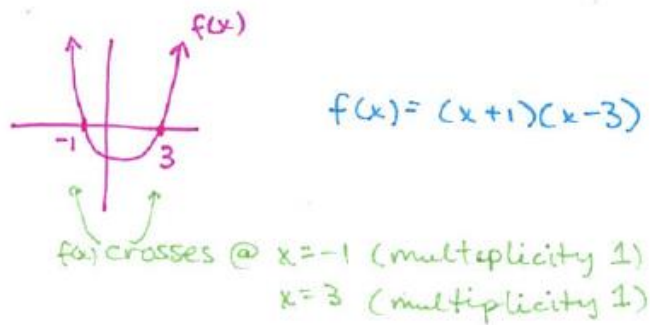 f(x)
-1
3
f(x) = (x+1)(x-3)
f(x) crosses @ x=-1 (multiplicity 1)
x=3 (multiplicity 1)